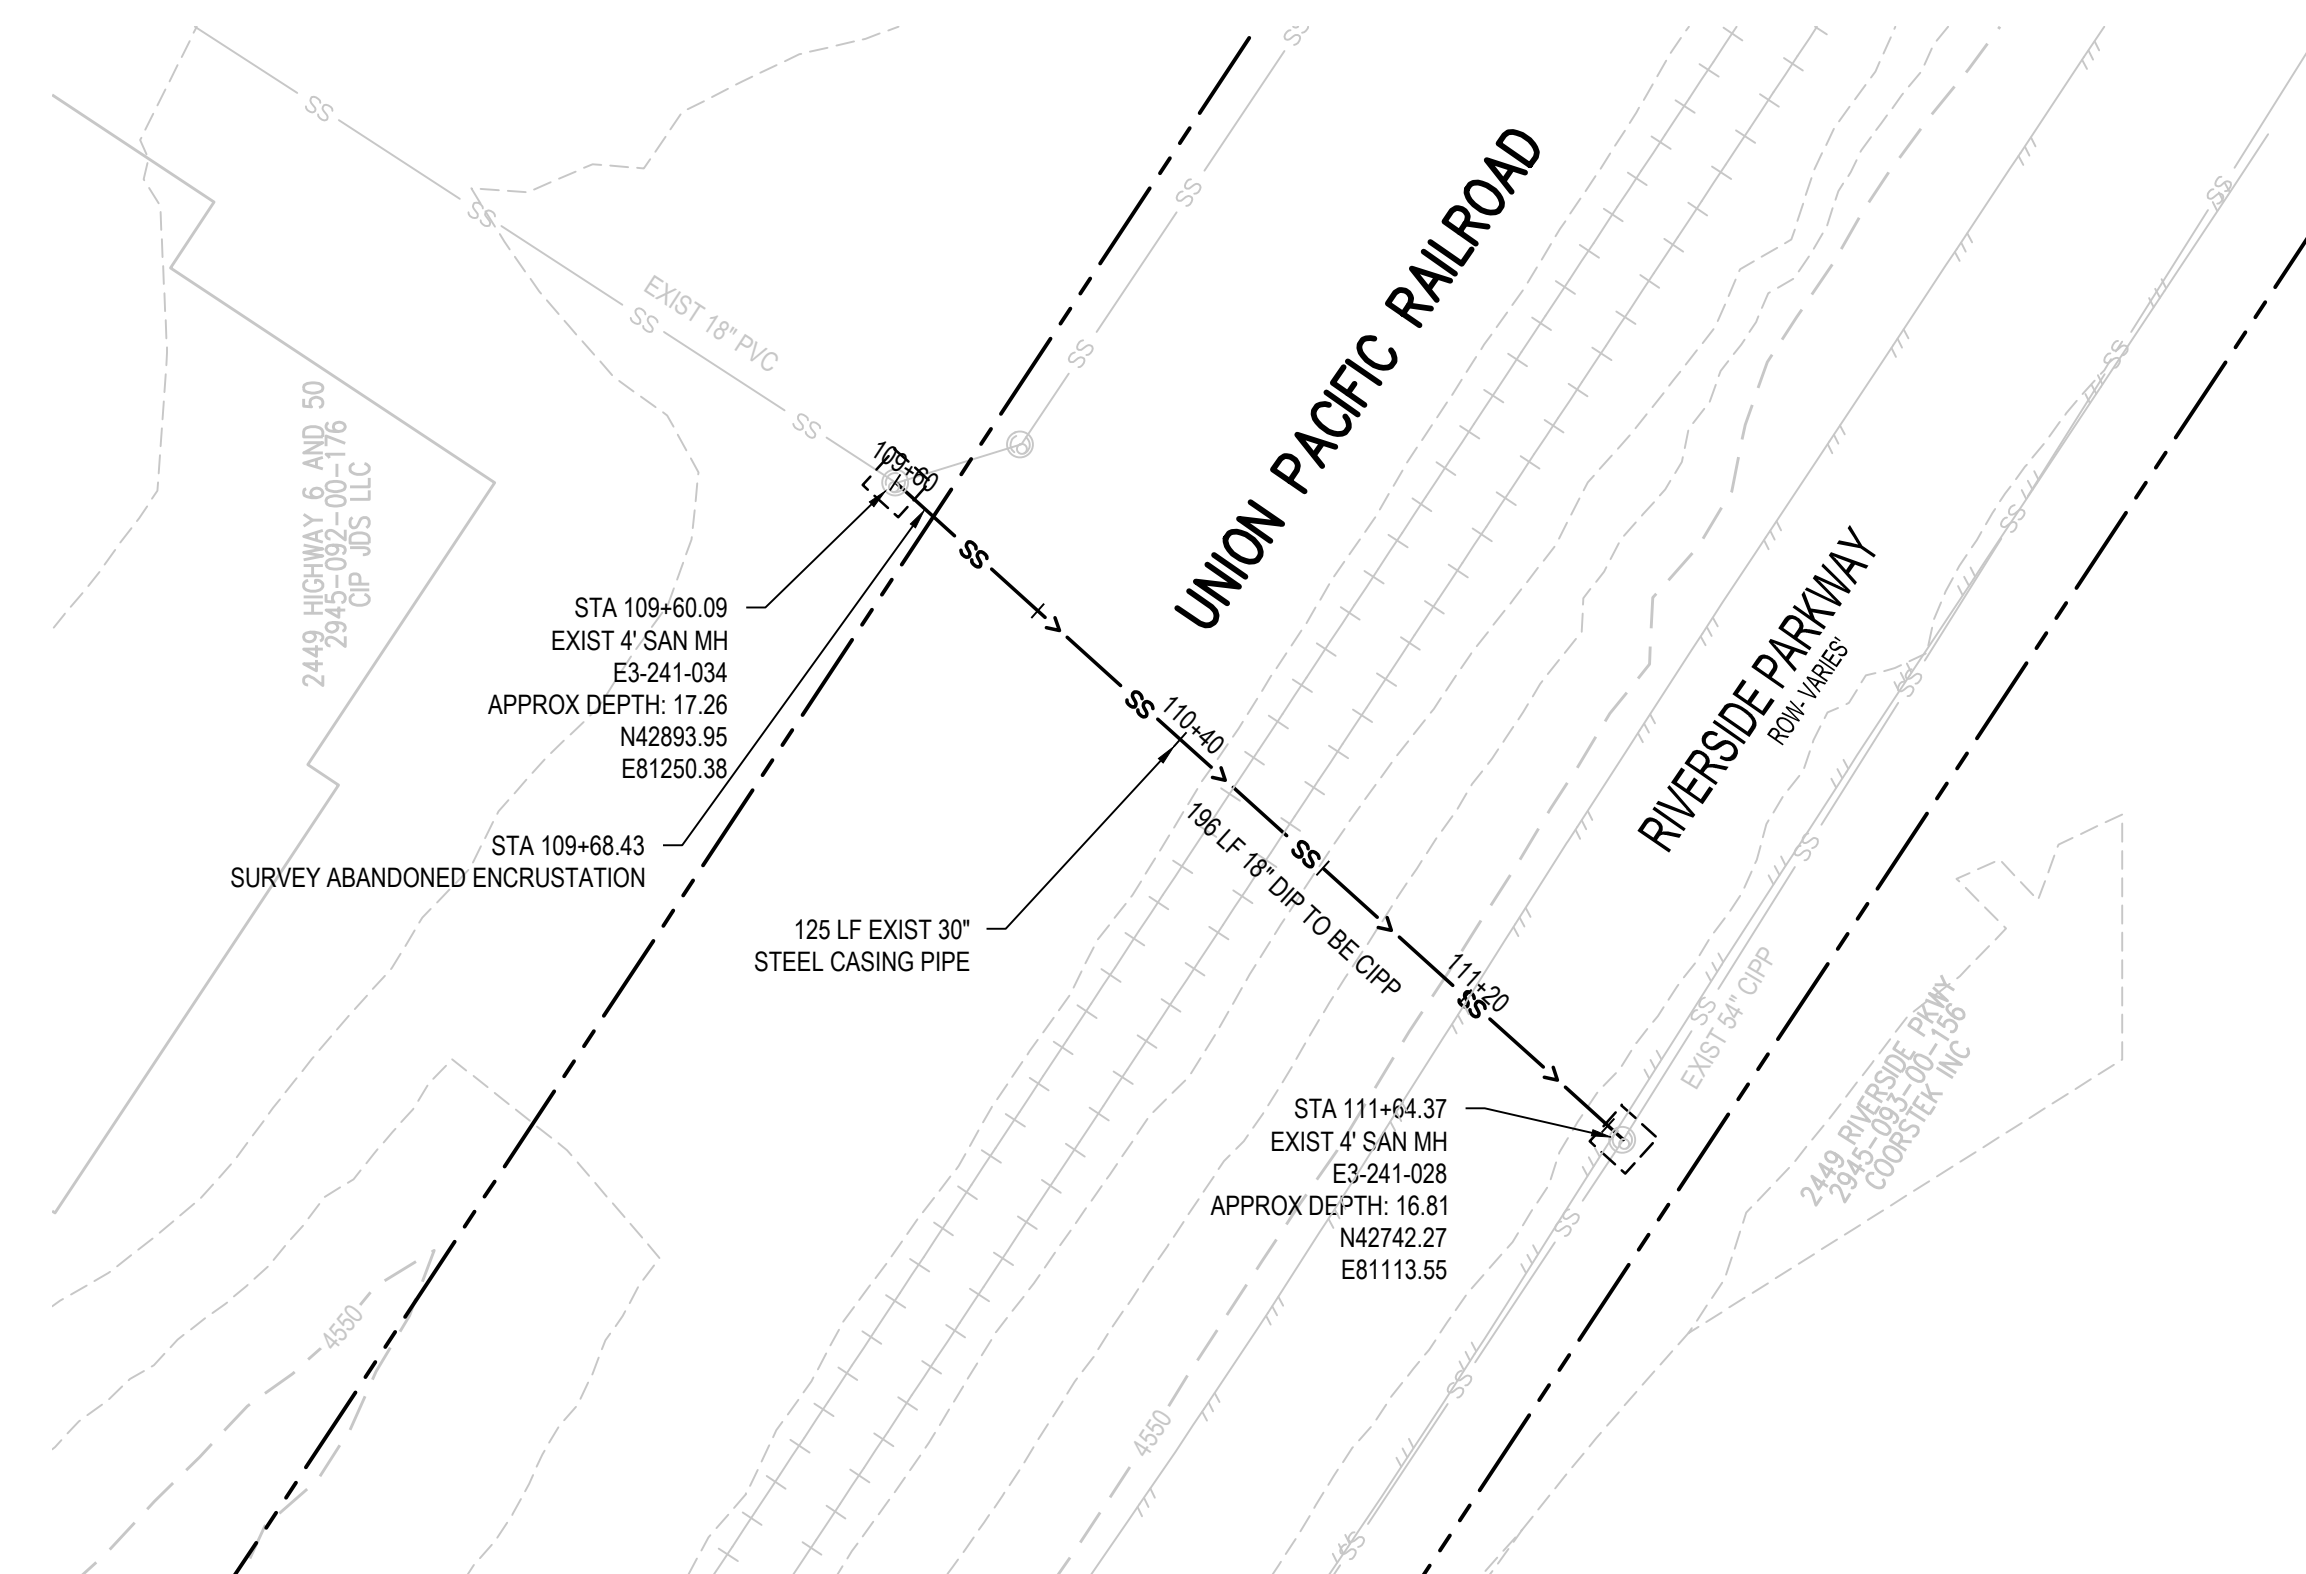 SS
SS
SS
SS
EXIST 18" PVC
SS
SS
SS
UNION PACIFIC RAILROAD
2449 HIGHWAY 6 AND 50
2945-092-00-176
CIP JDS LLC
109+60
SS
STA 109+60.09
EXIST 4' SAN MH
E3-241-034
APPROX DEPTH: 17.26
N42893.95
E81250.38
STA 109+68.43
SURVEY ABANDONED ENCRUSTATION
SS
110+40
125 LF EXIST 30"
STEEL CASING PIPE
196 LF 18" DIP TO BE CIPP
SS
111+20
SS
RIVERSIDE PARKWAY
ROW- VARIES'
SS
SS
SS
SS
SS
SS
EXIST 54" CIPP
STA 111+64.37
EXIST 4' SAN MH
E3-241-028
APPROX DEPTH: 16.81
N42742.27
E81113.55
2449 RIVERSIDE PKWY
2945-093-00-156
COORSTEK INC
SS
SS
SS
4550
4550